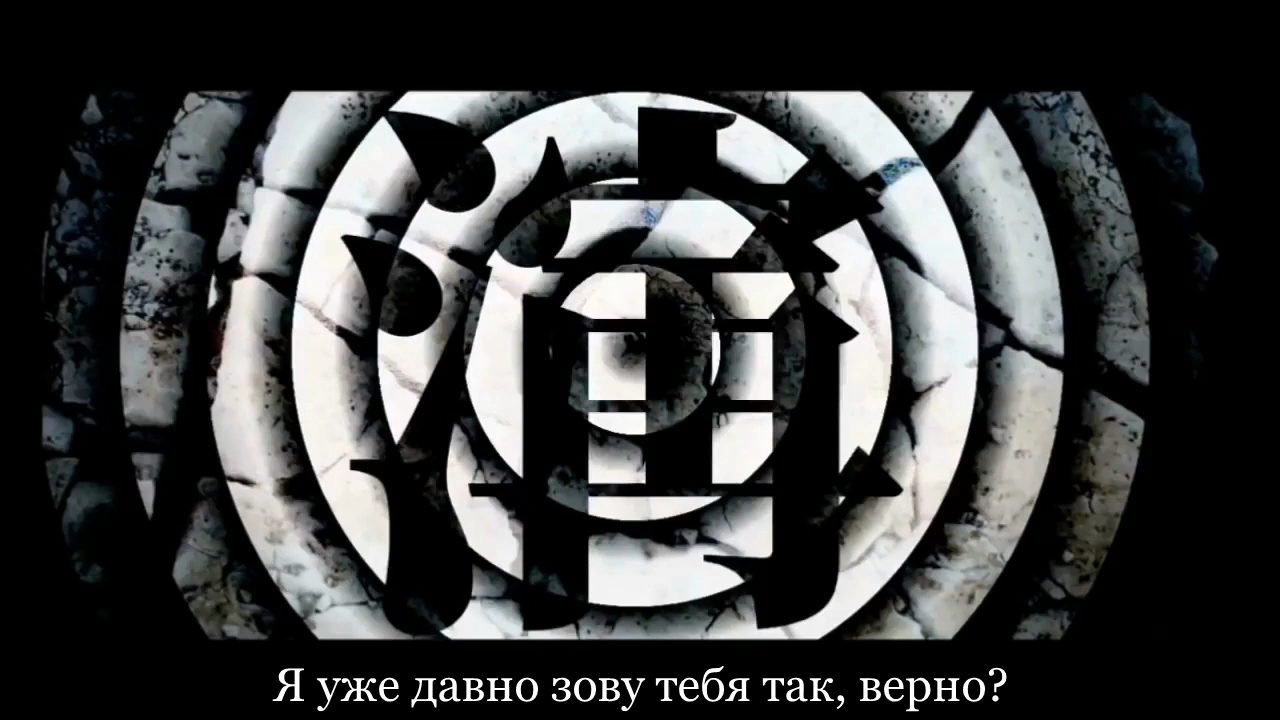 Я уже давно зову тебя так, верно?